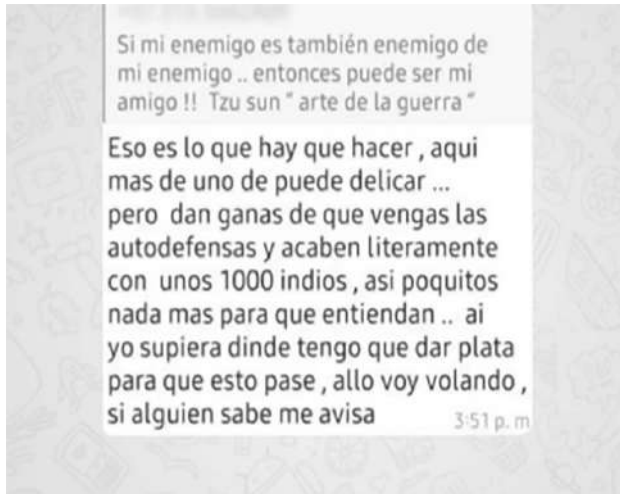 Si mi enemigo es también enemigo de
mi enemigo .. entonces puede ser mi
amigo !! Tzu sun " arte de la guerra "
Eso es lo que hay que hacer , aqui
mas de uno de puede delicar ...
pero dan ganas de que vengas las
autodefensas y acaben literamente
con unos 1000 indios , asi poquitos
nada mas para que entiendan .. ai
yo supiera dinde tengo que dar plata
para que esto pase , allo voy volando ,
si alguien sabe me avisa
3:51 p. m